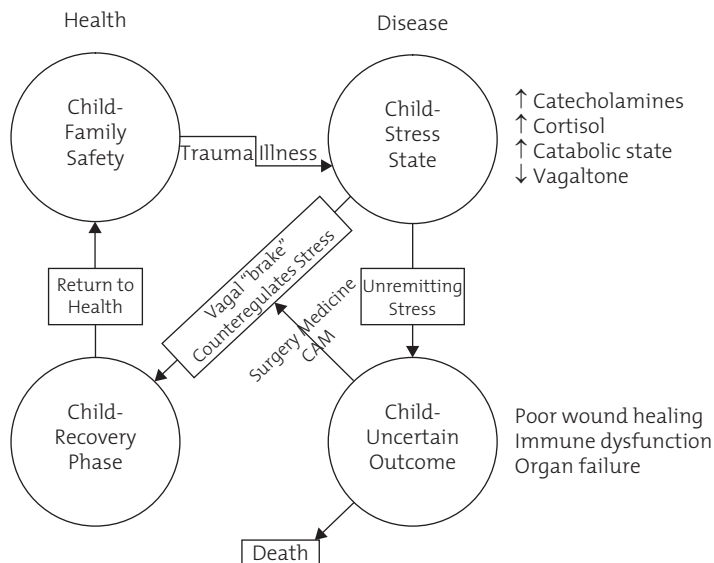 Health
Disease
Child-
Family
Safety
Trauma Illness
Child-
Stress
State
↑ Catecholamines
↑ Cortisol
↑ Catabolic state
↓ Vagaltone
Return to
Health
Vagal "brake"
Counteregulates Stress
Surgery Medicine
CAM
Unremitting
Stress
Child-
Recovery
Phase
Child-
Uncertain
Outcome
Poor wound healing
Immune dysfunction
Organ failure
Death